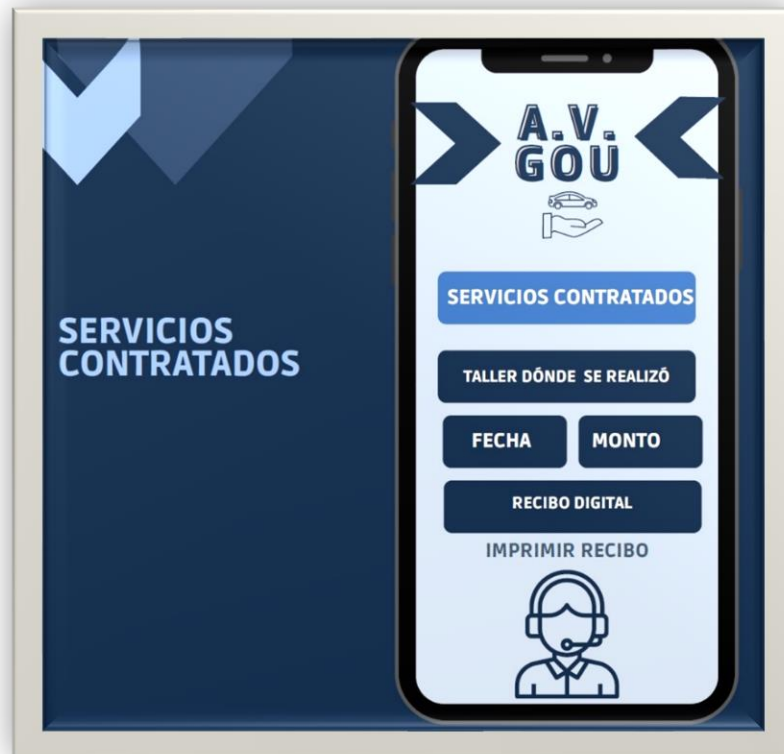 SERVICIOS
CONTRATADOS
A.V.
GOU
SERVICIOS CONTRATADOS
TALLER DÓNDE SE REALIZÓ
FECHA
MONTO
RECIBO DIGITAL
IMPRIMIR RECIBO